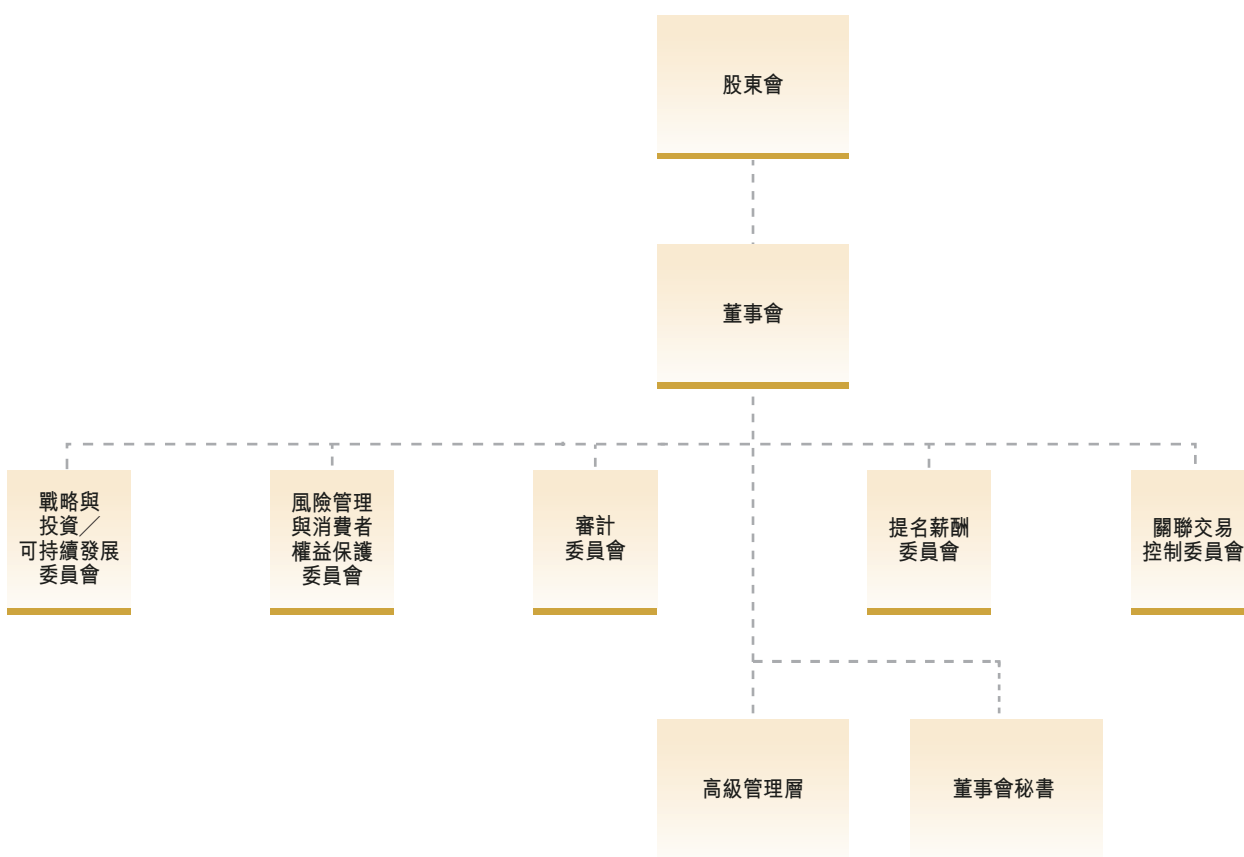 股東會
董事會
戰略與
投資／
可持續發展
委員會
風險管理
與消費者
權益保護
委員會
審計
委員會
提名薪酬
委員會
關聯交易
控制委員會
高級管理層
董事會秘書